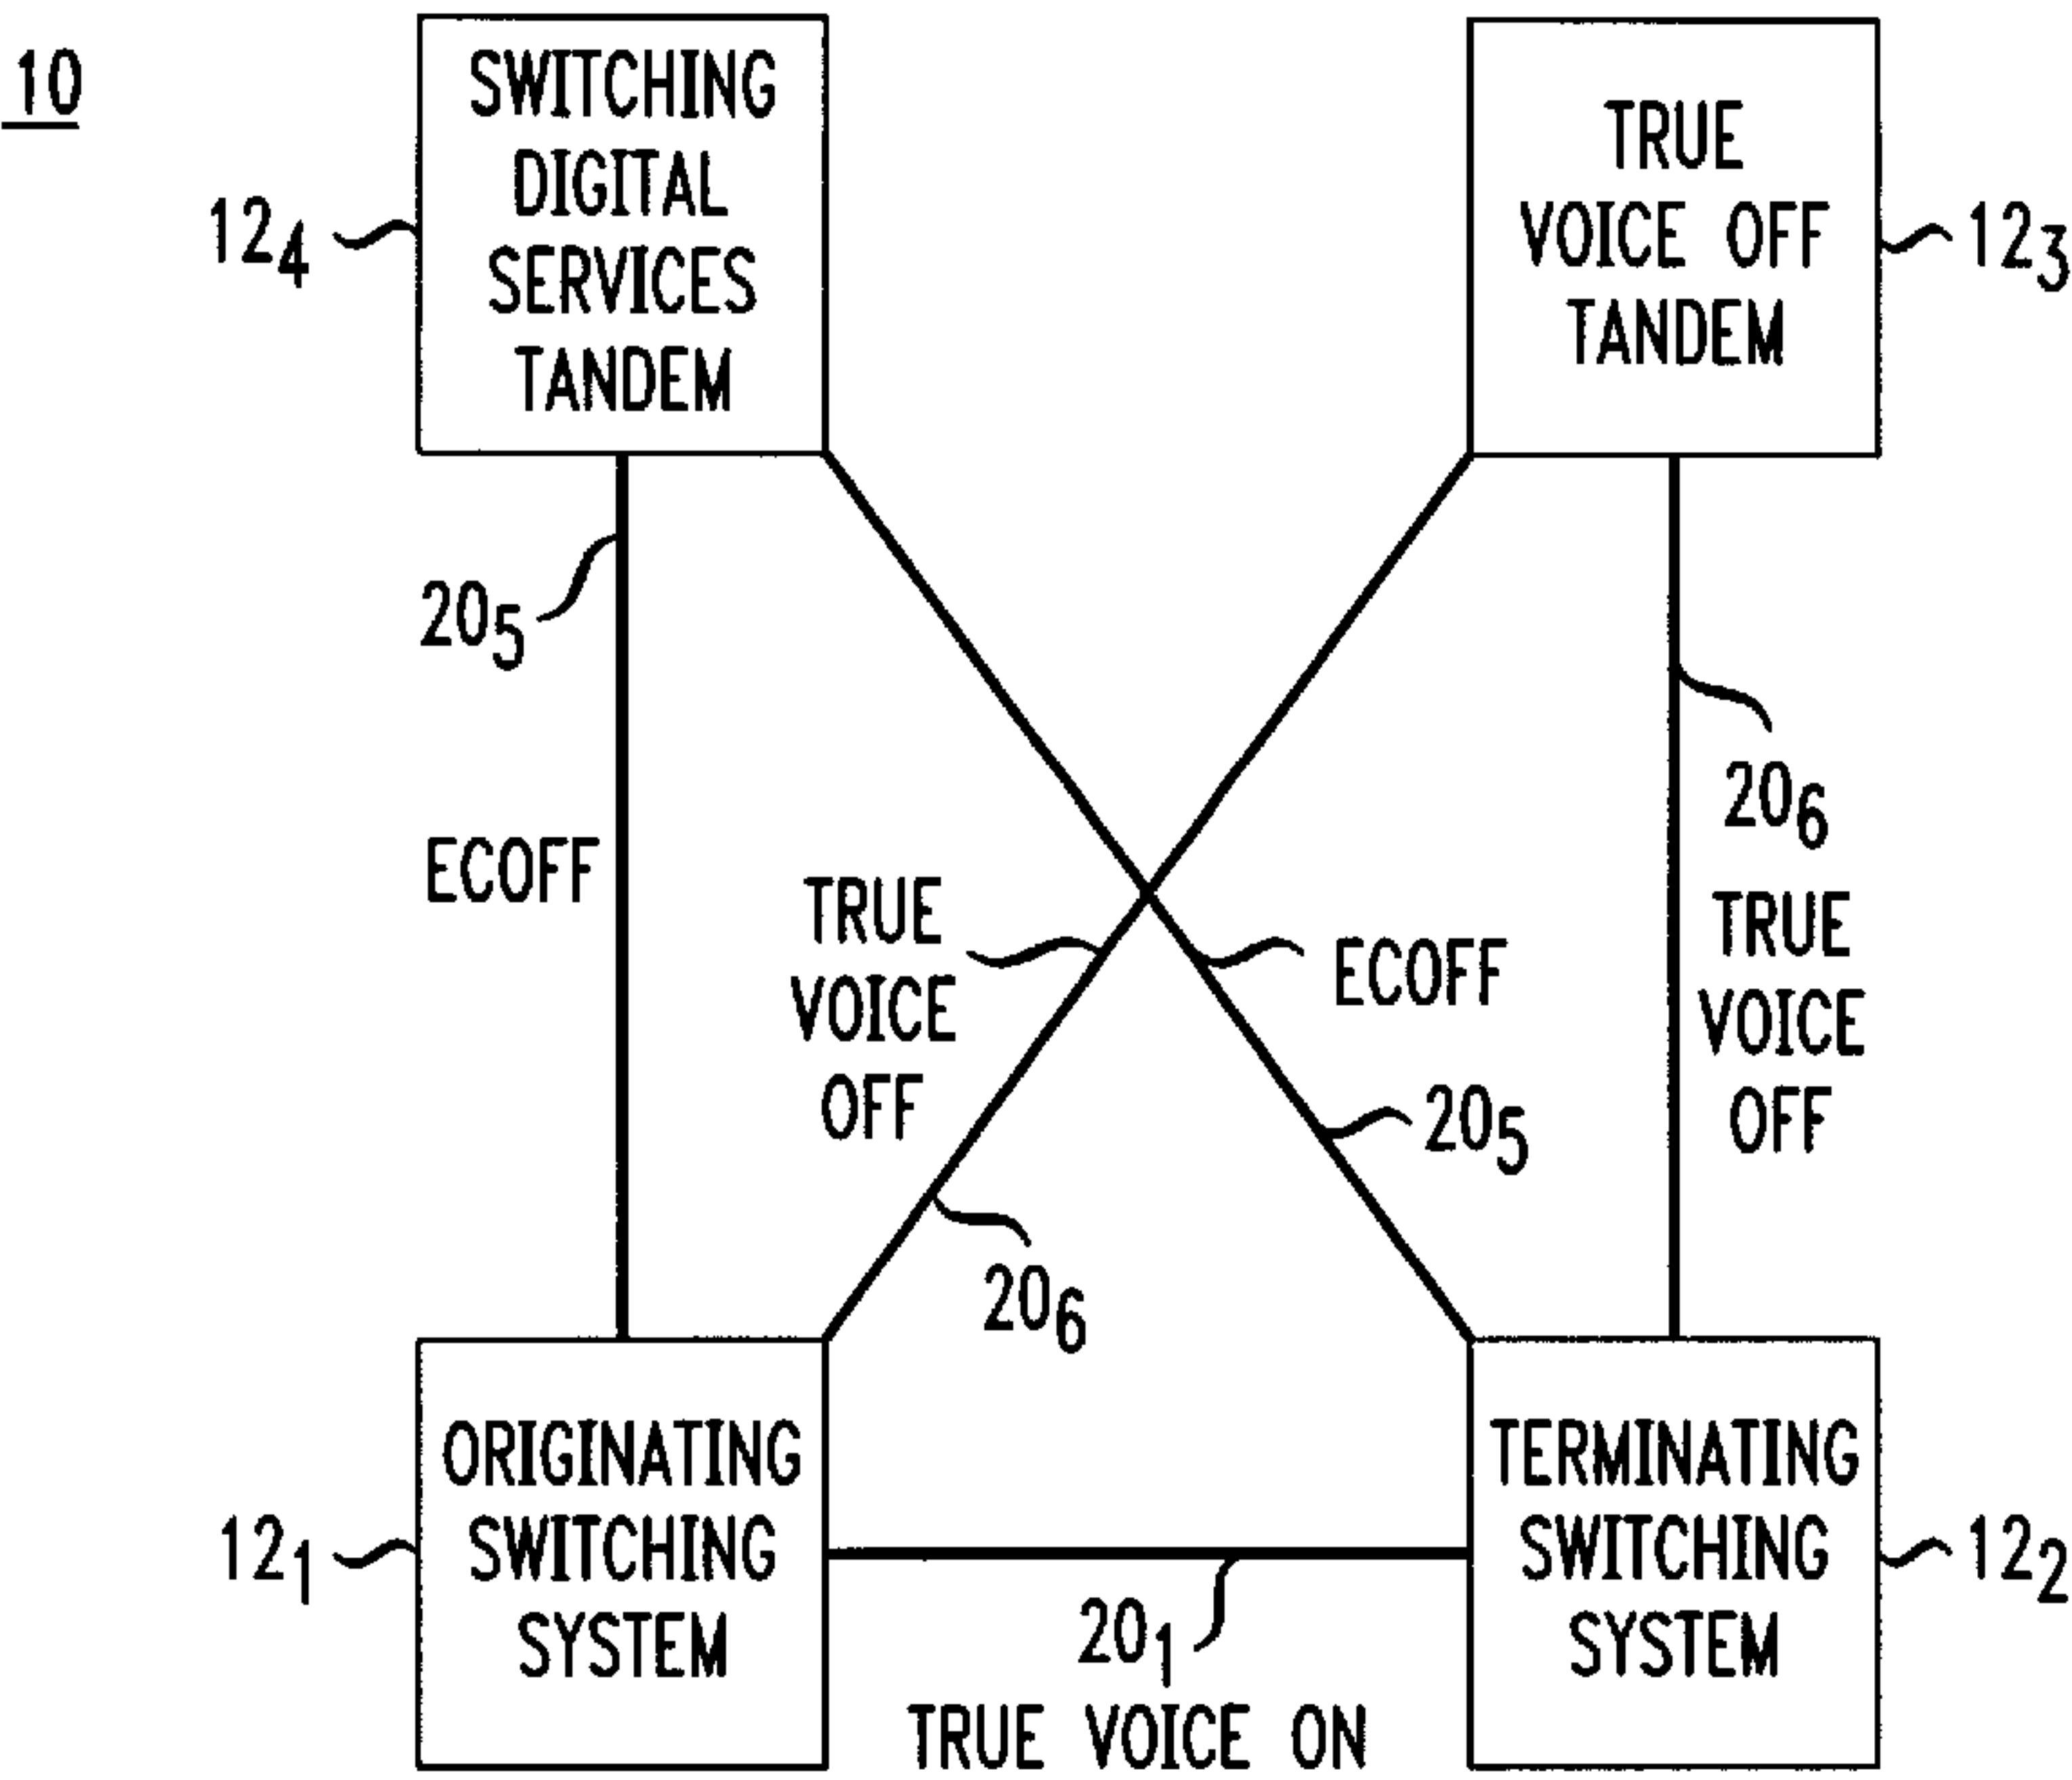 10
SWITCHING
DIGITAL
SERVICES
TANDEM
12₄
TRUE
VOICE OFF
TANDEM
12₃
20₅
ECOFF
TRUE
VOICE
OFF
20₆
ECOFF
20₅
20₆
TRUE
VOICE
OFF
ORIGINATING
SWITCHING
SYSTEM
12₁
20₁
TRUE VOICE ON
TERMINATING
SWITCHING
SYSTEM
12₂